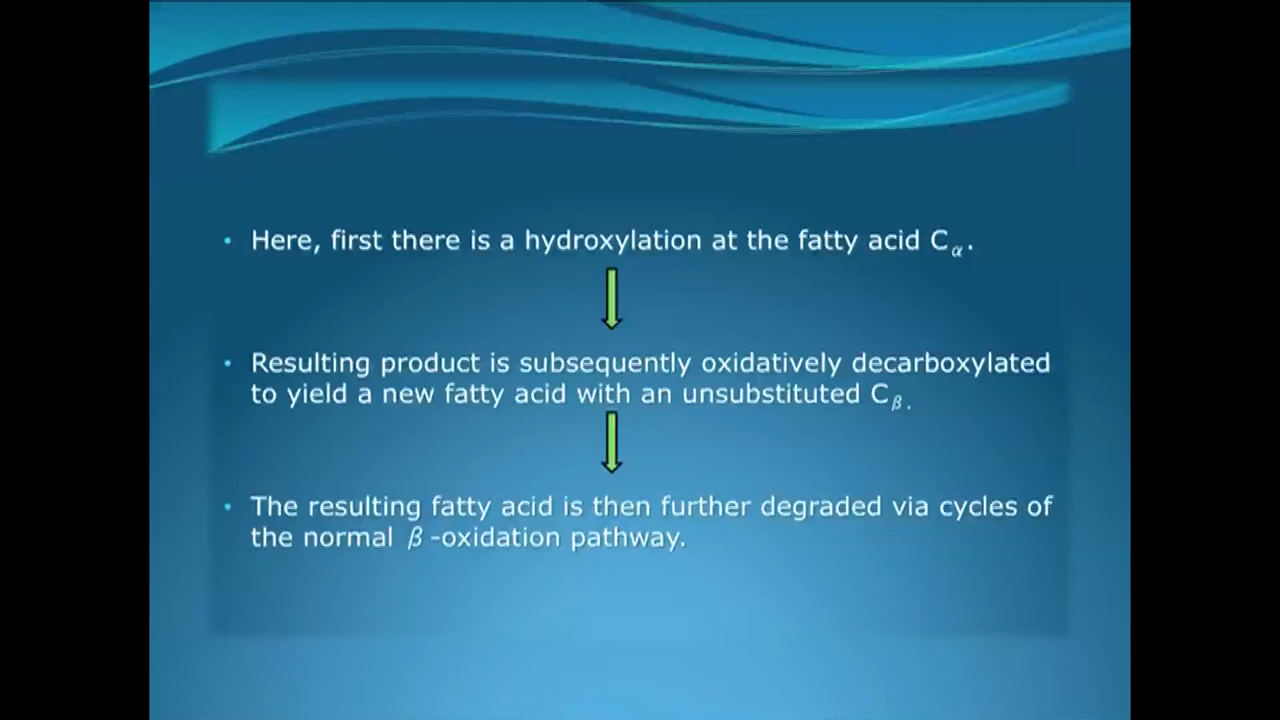 • Here, first there is a hydroxylation at the fatty acid Cα.
• Resulting product is subsequently oxidatively decarboxylated
to yield a new fatty acid with an unsubstituted Cβ.
• The resulting fatty acid is then further degraded via cycles of
the normal β-oxidation pathway.